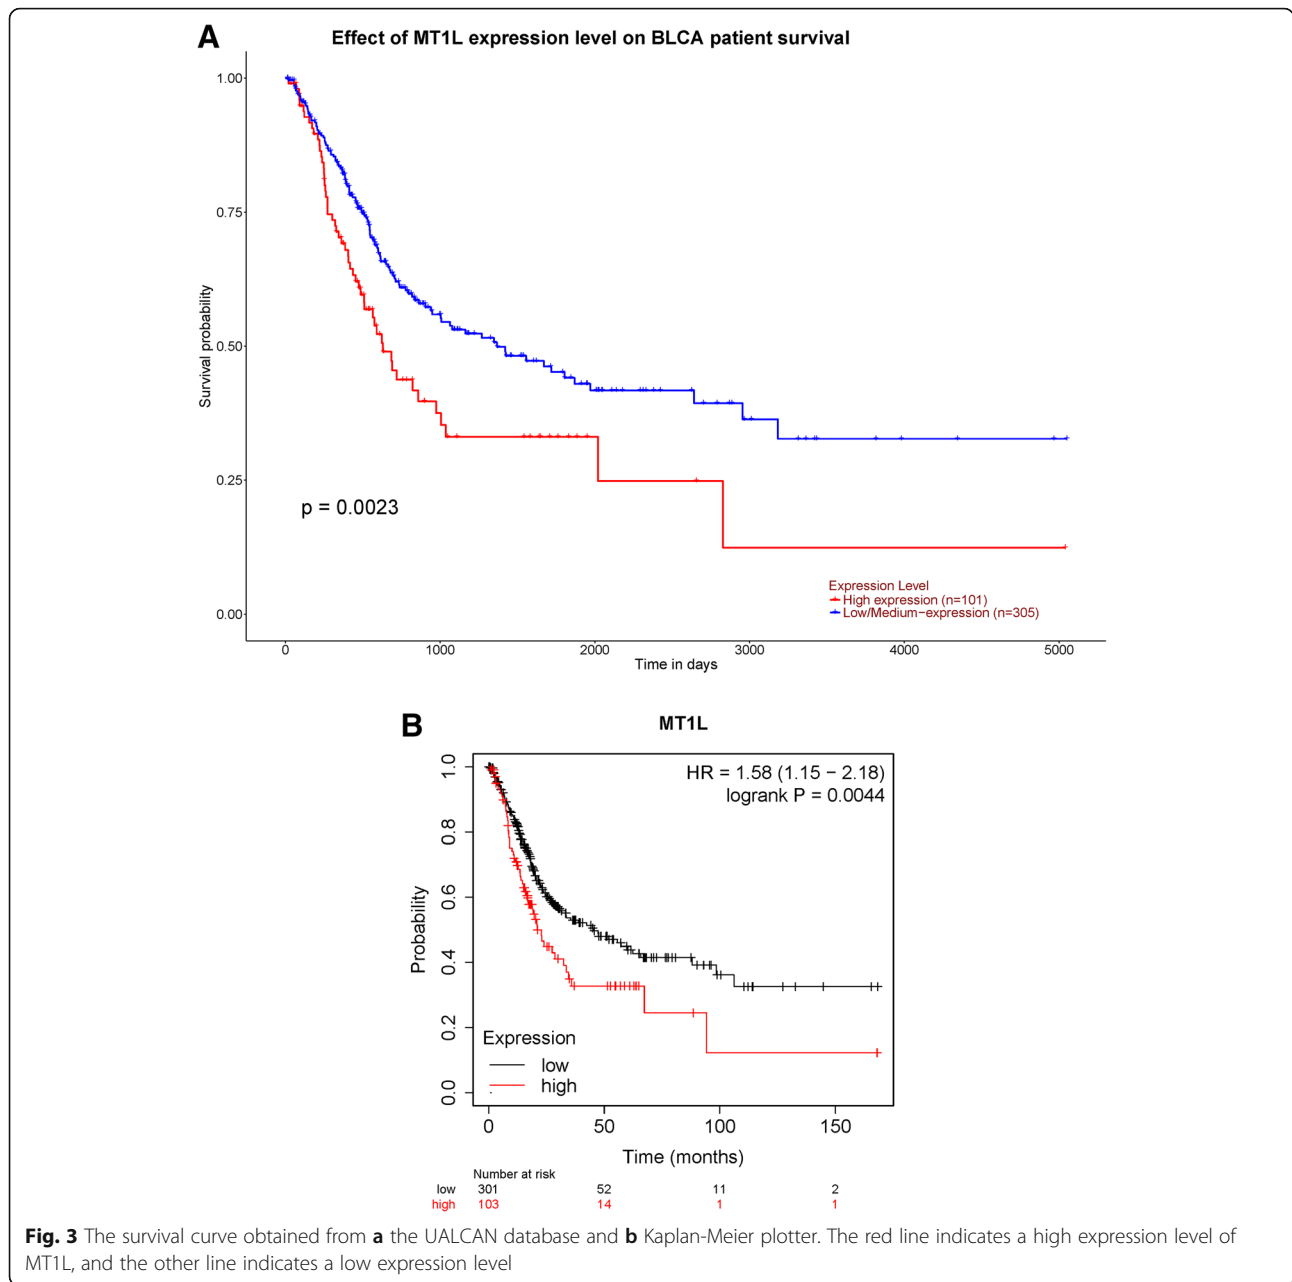 A
Effect of MT1L expression level on BLCA patient survival
1.00
0.75
0.50
0.25
0.00
Survival probability
p = 0.0023
Expression Level
High expression (n=101)
Low/Medium−expression (n=305)
0 1000 2000 3000 4000 5000
Time in days
B
MT1L
HR = 1.58 (1.15 − 2.18)
logrank P = 0.0044
1.0
0.8
0.6
0.4
0.2
0.0
Probability
Expression
low
high
0 50 100 150
Time (months)
Number at risk
low 301 52 11 2
high 103 14 1 1
Fig. 3 The survival curve obtained from a the UALCAN database and b Kaplan-Meier plotter. The red line indicates a high expression level of
MT1L, and the other line indicates a low expression level